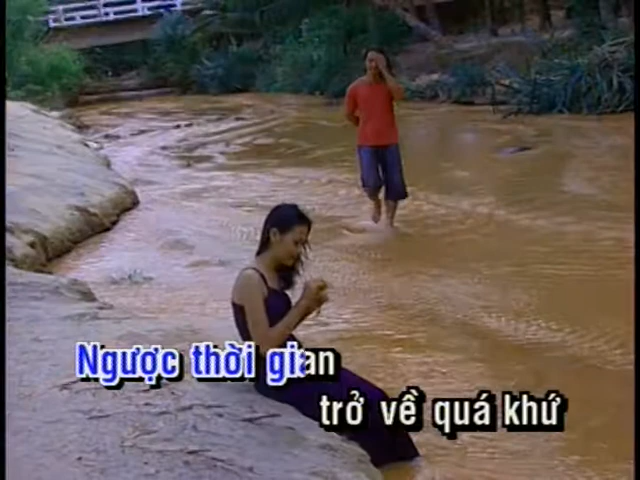 Ngược thời gian
trở về quá khứ